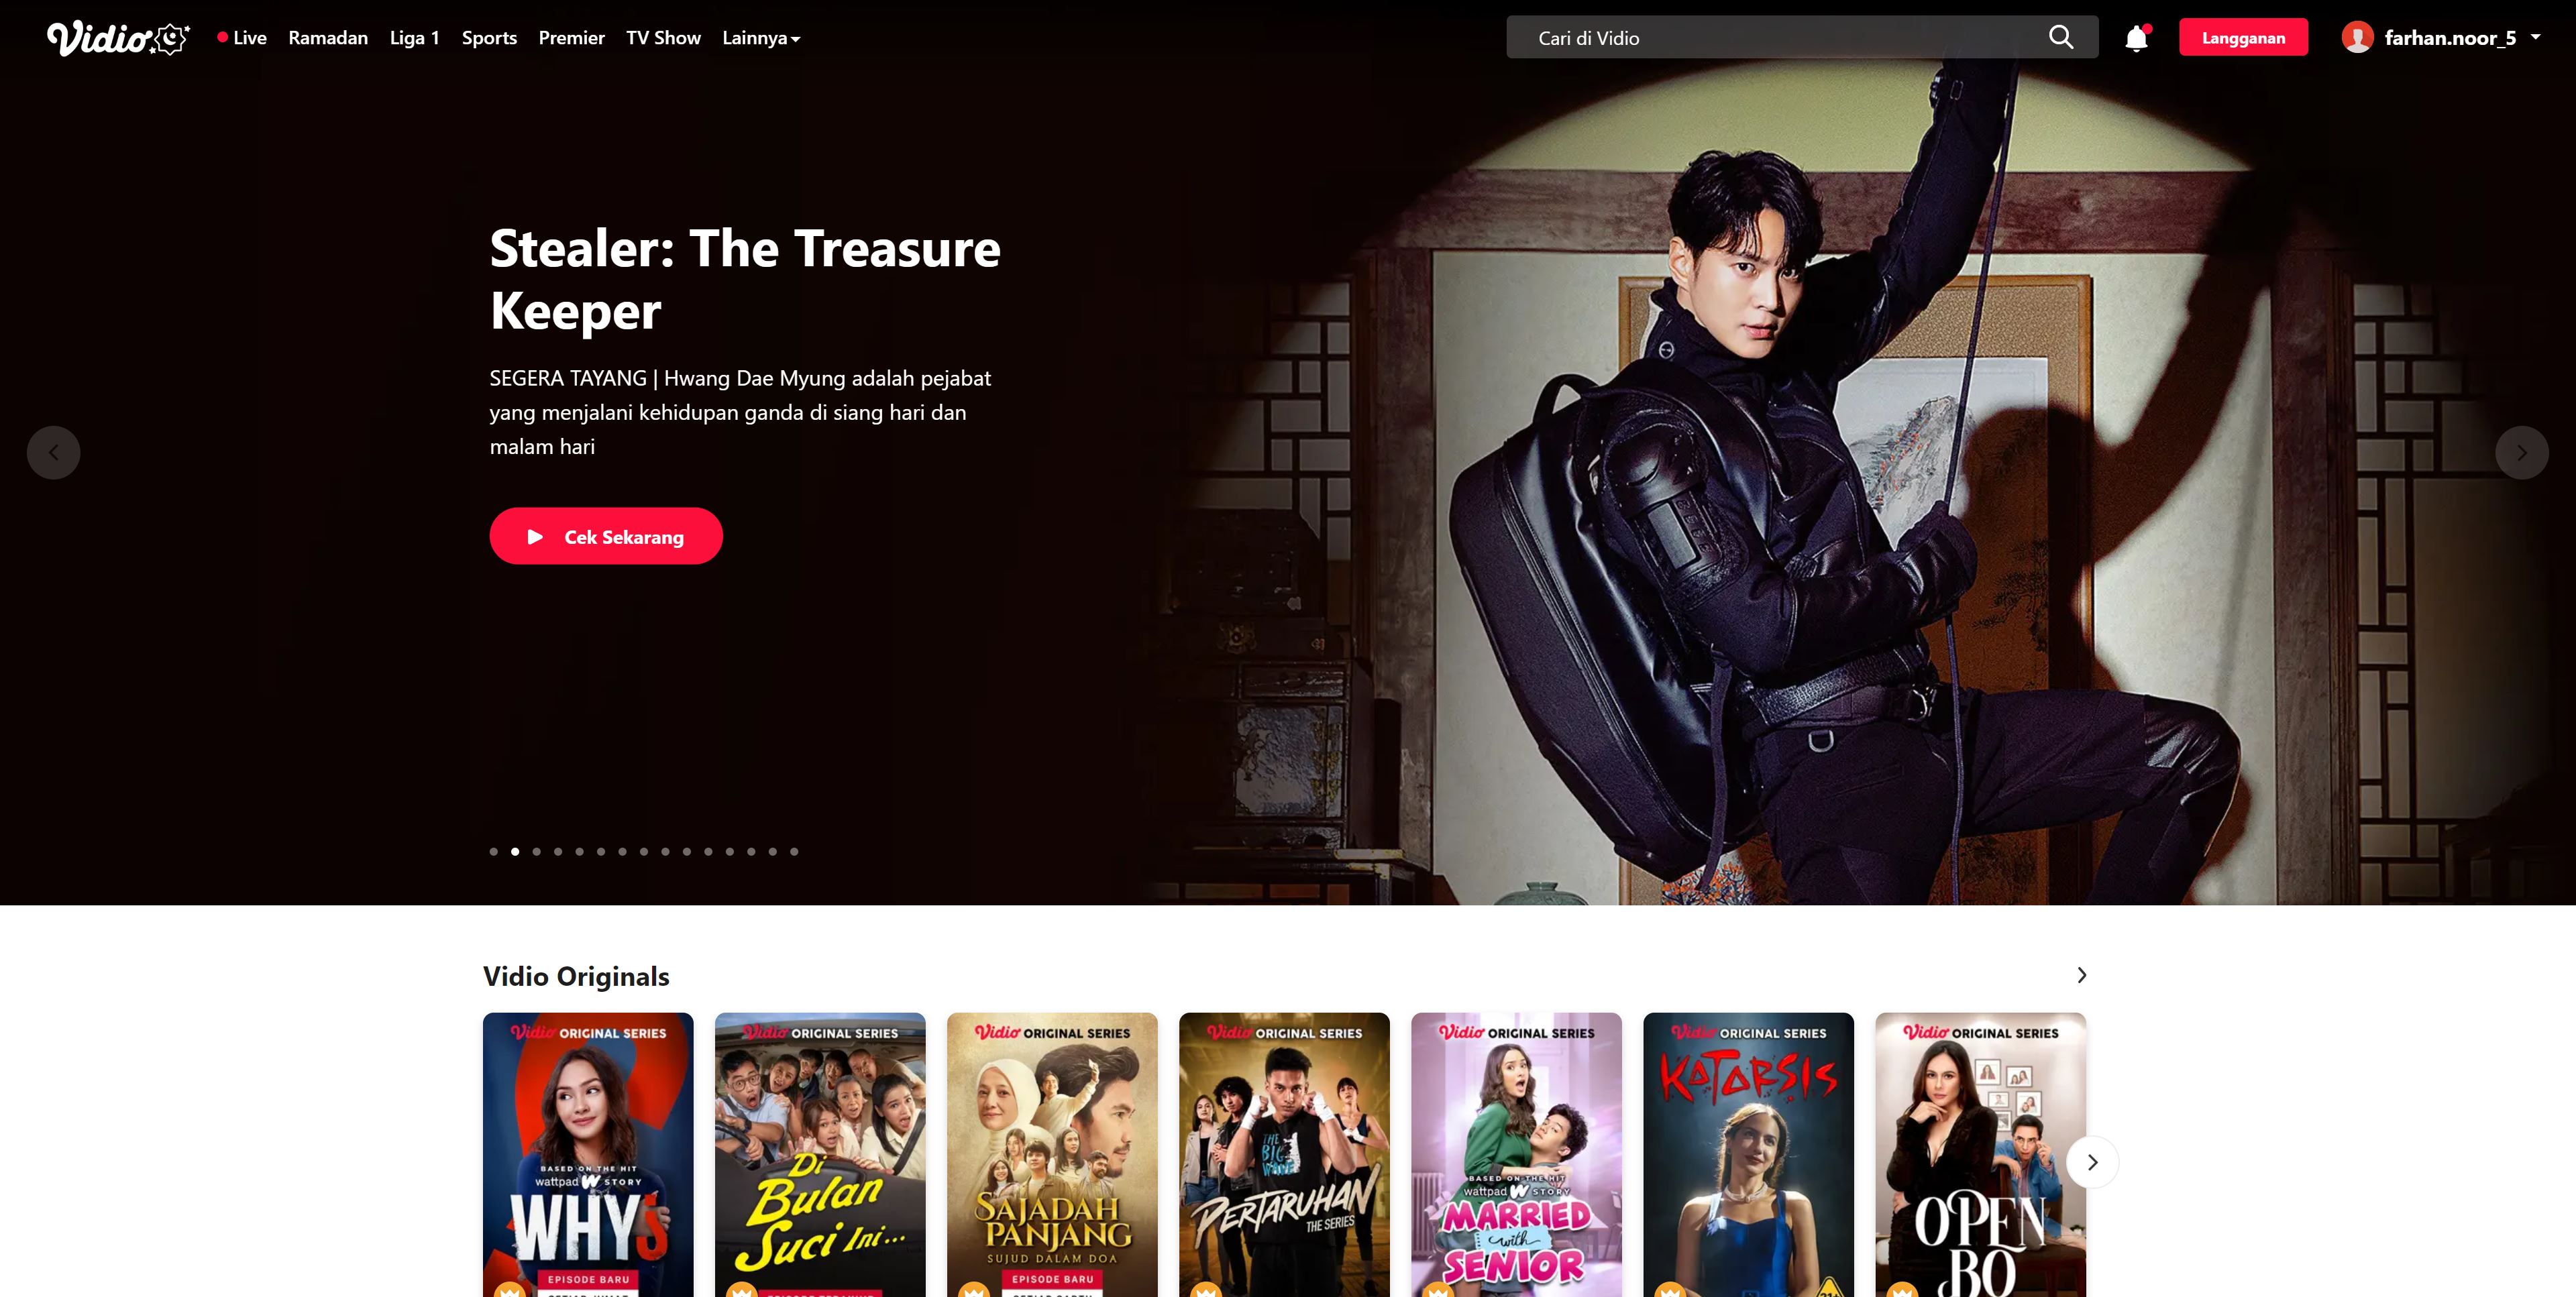 Vidio
Live Ramadan Liga 1 Sports Premier TV Show Lainnya
Cari di Vidio
Langganan
farhan.noor_5
Stealer: The Treasure
Keeper
SEGERA TAYANG | Hwang Dae Myung adalah pejabat
yang menjalani kehidupan ganda di siang hari dan
malam hari
Cek Sekarang
Vidio Originals
Vidio ORIGINAL SERIES
BASED ON THE HIT
wattpad W STORY
WHY?
EPISODE BARU
Vidio ORIGINAL SERIES
Di
Bulan
Suci Ini...
Vidio ORIGINAL SERIES
SAJADAH
PANJANG
SUJUD DALAM DOA
EPISODE BARU
Vidio ORIGINAL SERIES
THE
BIG
WAVE
PERTARUHAN
THE SERIES
Vidio ORIGINAL SERIES
BASED ON THE HIT
wattpad W STORY
MARRIED
with
SENIOR
Vidio ORIGINAL SERIES
KATARSIS
21+
Vidio ORIGINAL SERIES
OPEN
BO